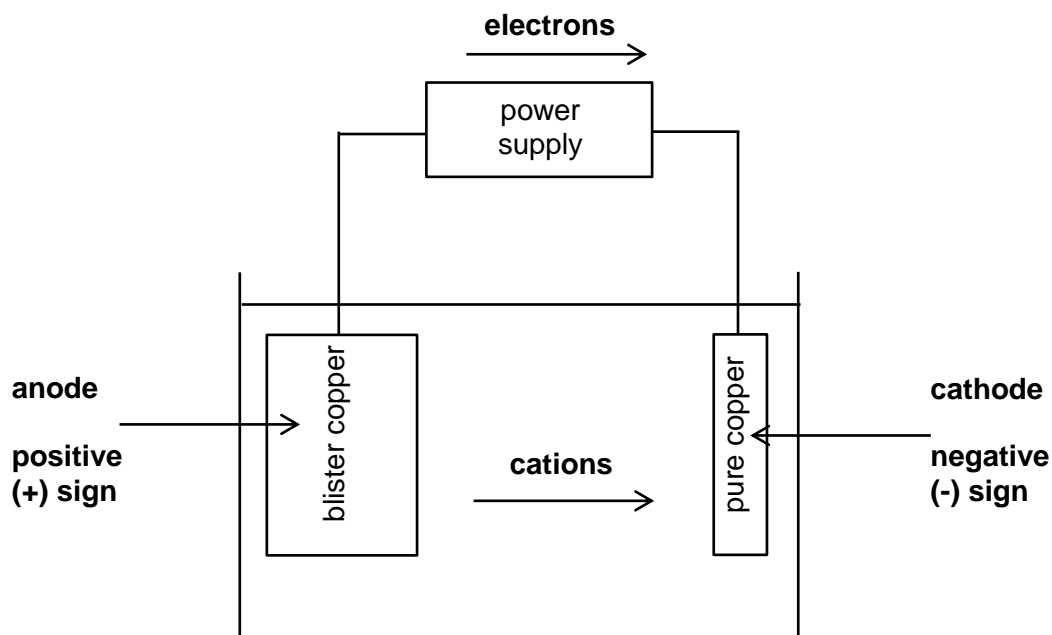 electrons
power
supply
anode
positive
(+) sign
blister copper
cations
pure copper
cathode
negative
(-) sign